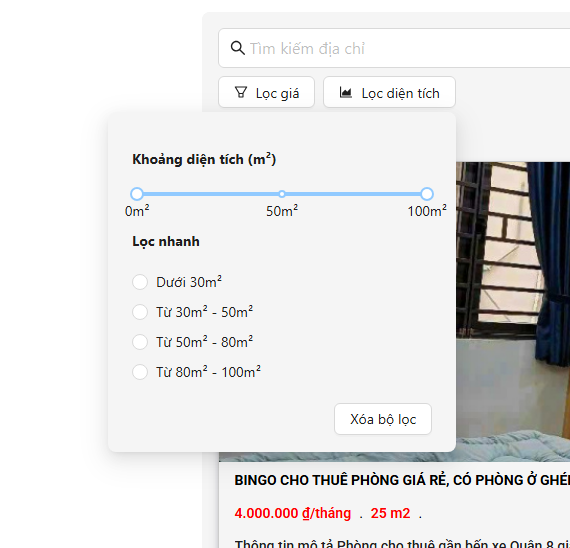 Tìm kiếm địa chỉ
Lọc giá Lọc diện tích
Khoảng diện tích (m²)
0m² 50m² 100m²
Lọc nhanh
Dưới 30m²
Từ 30m² - 50m²
Từ 50m² - 80m²
Từ 80m² - 100m²
Xóa bộ lọc
BINGO CHO THUÊ PHÒNG GIÁ RẺ, CÓ PHÒNG Ở GHÉ
4.000.000 ₫/tháng . 25 m2 .
Thông tin mô tả Phòng cho thuê gần bến xe Quận 8 gi